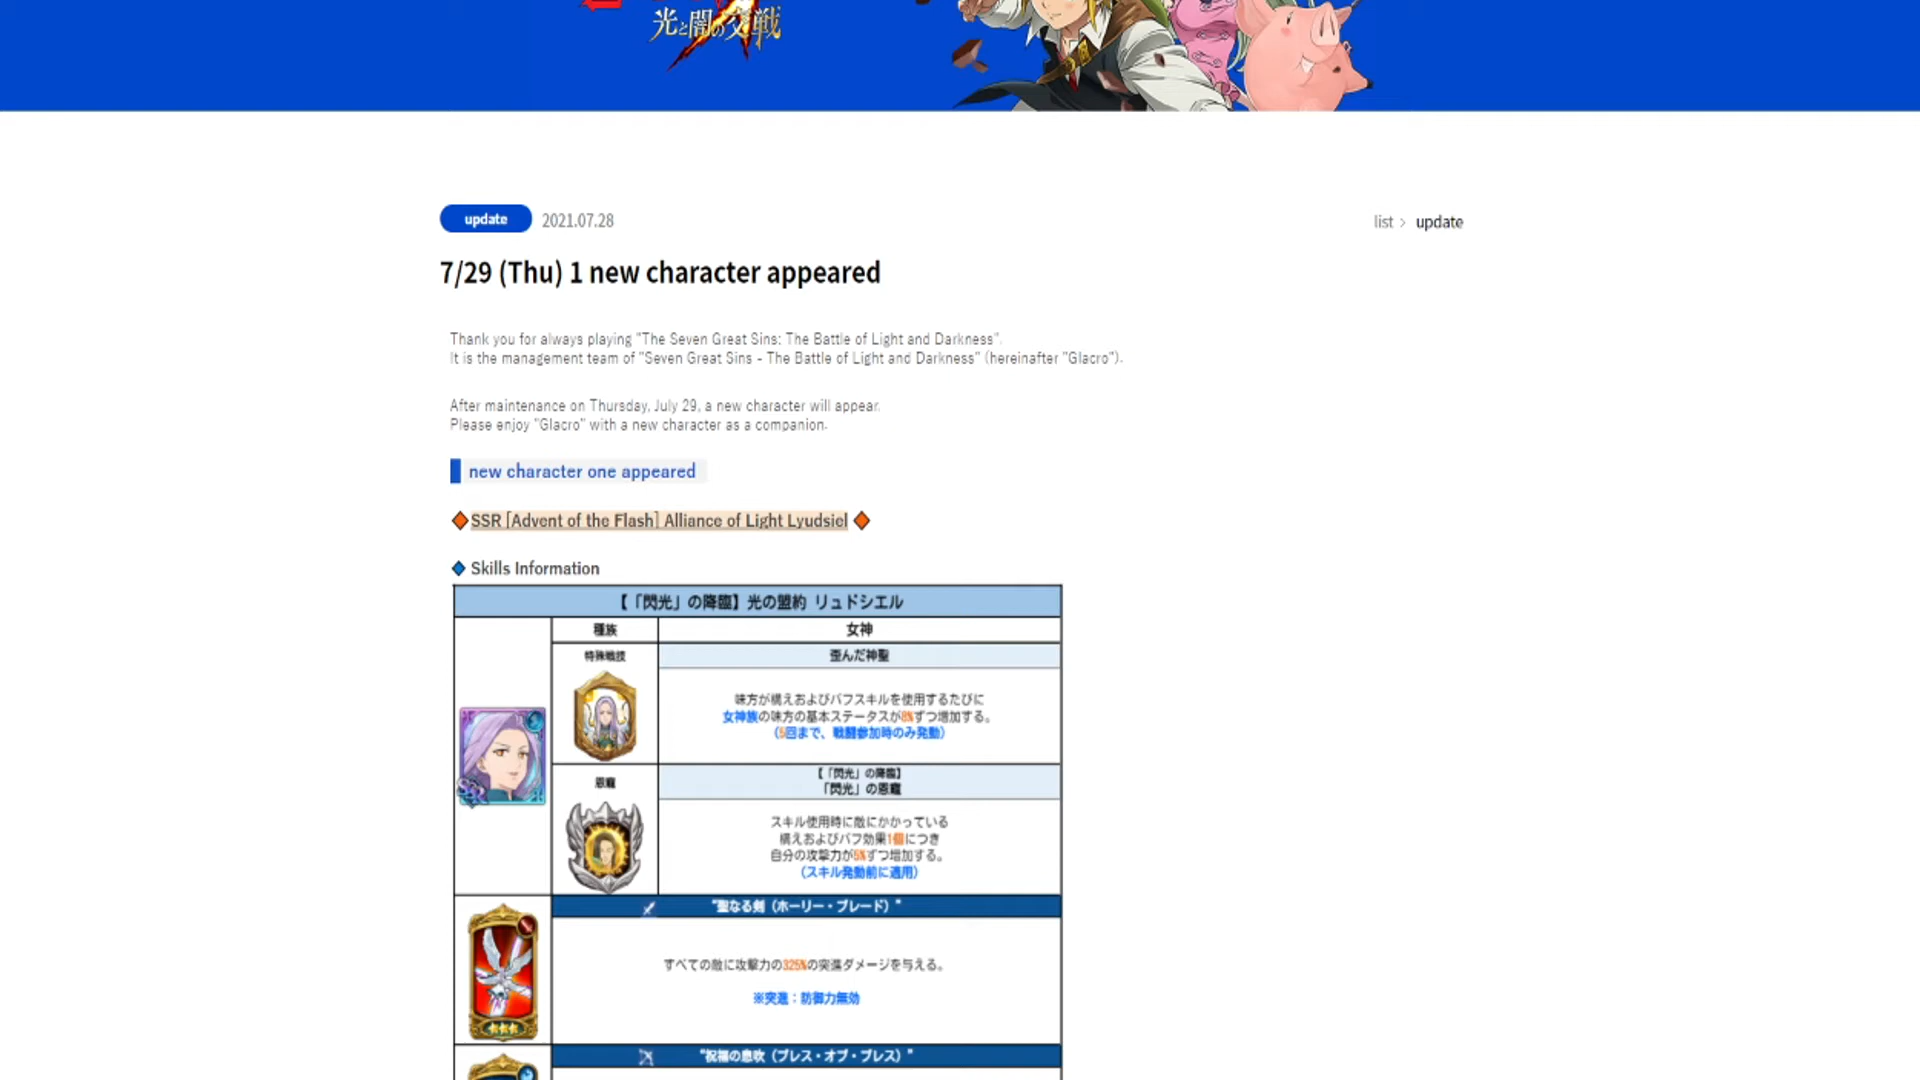 光と闇の交戦
update 2021.07.28
list > update
7/29 (Thu) 1 new character appeared
Thank you for always playing "The Seven Great Sins: The Battle of Light and Darkness".
It is the management team of "Seven Great Sins - The Battle of Light and Darkness" (hereinafter "Glacro").
After maintenance on Thursday, July 29, a new character will appear.
Please enjoy "Glacro" with a new character as a companion.
new character one appeared
SSR [Advent of the Flash] Alliance of Light Lyudsiel
Skills Information
【「閃光」の降臨】光の盟約 リュドシエル
種族 女神
特殊戦技 歪んだ神聖
味方が構えおよびバフスキルを使用するたびに
女神族の味方の基本ステータスが8%ずつ増加する。
（5回まで、戦闘参加時のみ発動）
恩寵
【「閃光」の降臨】
「閃光」の恩寵
スキル使用時に敵にかかっている
構えおよびバフ効果1個につき
自分の攻撃力が5%ずつ増加する。
（スキル発動前に適用）
"聖なる剣（ホーリー・ブレード）"
すべての敵に攻撃力の325%の突進ダメージを与える。
※突進：防御力無効
"祝福の息吹（ブレス・オブ・ブレス）"